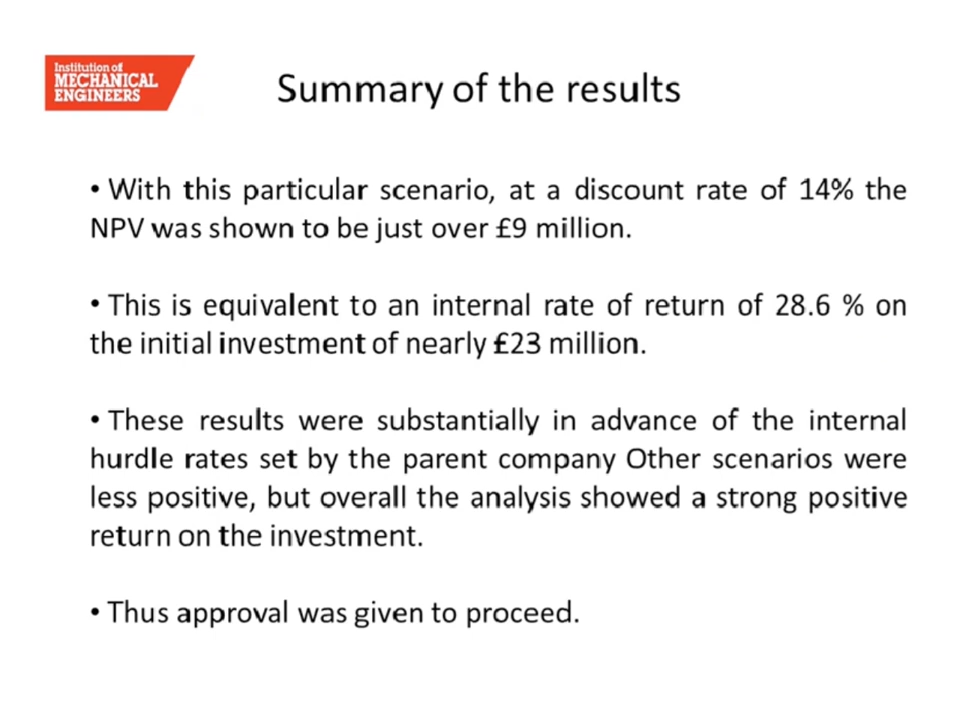 Institution of
MECHANICAL
ENGINEERS
Summary of the results
• With this particular scenario, at a discount rate of 14% the
NPV was shown to be just over £9 million.
• This is equivalent to an internal rate of return of 28.6 % on
the initial investment of nearly £23 million.
• These results were substantially in advance of the internal
hurdle rates set by the parent company Other scenarios were
less positive, but overall the analysis showed a strong positive
return on the investment.
• Thus approval was given to proceed.